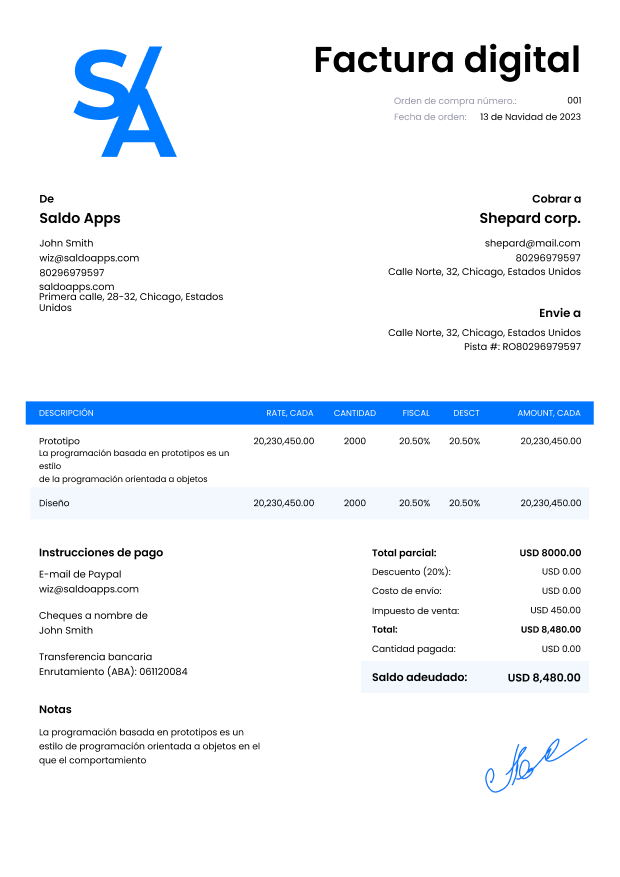 S/A
Factura digital
Orden de compra número.: 001
Fecha de orden: 13 de Navidad de 2023
De
Saldo Apps
John Smith
wiz@saldoapps.com
80296979597
saldoapps.com
Primera calle, 28-32, Chicago, Estados
Unidos
Cobrar a
Shepard corp.
shepard@mail.com
80296979597
Calle Norte, 32, Chicago, Estados Unidos
Envie a
Calle Norte, 32, Chicago, Estados Unidos
Pista #: RO80296979597
DESCRIPCIÓN RATE, CADA CANTIDAD FISCAL DESCT AMOUNT, CADA
Prototipo 20,230,450.00 2000 20.50% 20.50% 20,230,450.00
La programación basada en prototipos es un
estilo
de la programación orientada a objetos
Diseño 20,230,450.00 2000 20.50% 20.50% 20,230,450.00
Instrucciones de pago
E-mail de Paypal
wiz@saldoapps.com
Cheques a nombre de
John Smith
Transferencia bancaria
Enrutamiento (ABA): 061120084
Total parcial: USD 8000.00
Descuento (20%): USD 0.00
Costo de envío: USD 0.00
Impuesto de venta: USD 450.00
Total: USD 8,480.00
Cantidad pagada: USD 0.00
Saldo adeudado: USD 8,480.00
Notas
La programación basada en prototipos es un
estilo de programación orientada a objetos en el
que el comportamiento